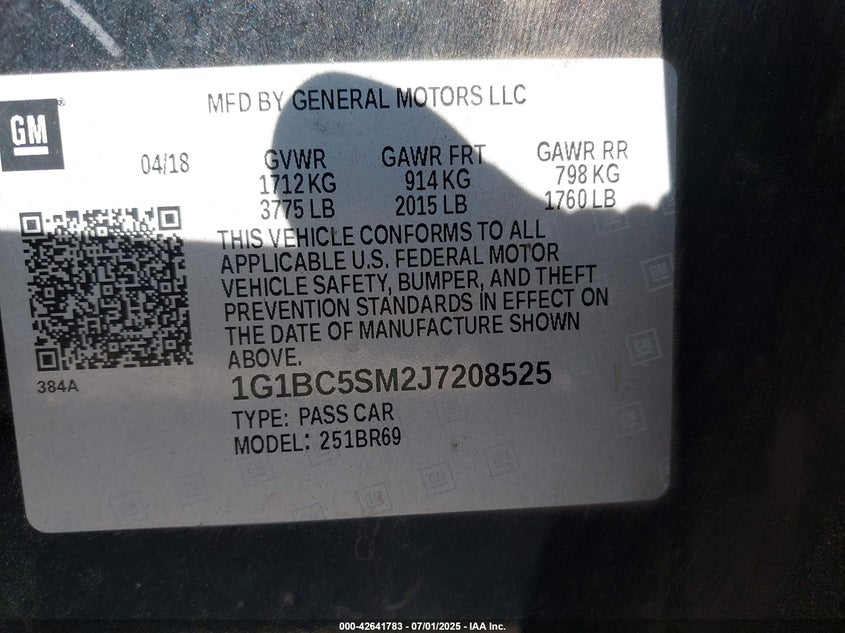 MFD BY GENERAL MOTORS LLC
GM
04/18 GVWR GAWR FRT GAWR RR
1712 KG 914 KG 798 KG
3775 LB 2015 LB 1760 LB
THIS VEHICLE CONFORMS TO ALL
APPLICABLE U.S. FEDERAL MOTOR
VEHICLE SAFETY, BUMPER, AND THEFT
PREVENTION STANDARDS IN EFFECT ON
THE DATE OF MANUFACTURE SHOWN
ABOVE.
384A
1G1BC5SM2J7208525
TYPE: PASS CAR
MODEL: 251BR69
000-42641783 - 07/01/2025 - IAA Inc.